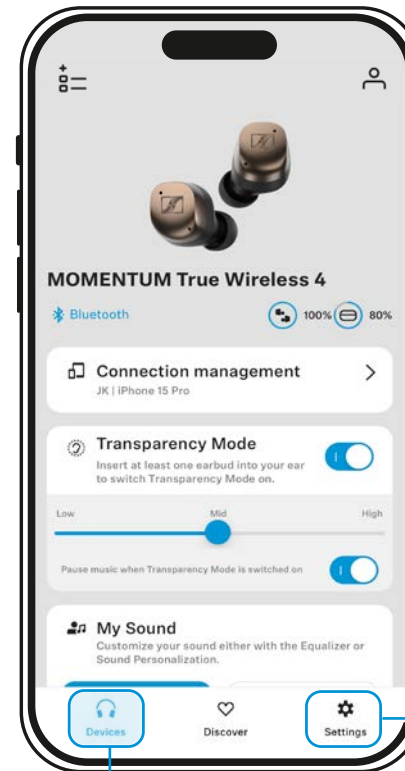 MOMENTUM True Wireless 4
Bluetooth 100% 80%
Connection management
JK | iPhone 15 Pro
Transparency Mode
Insert at least one earbud into your ear
to switch Transparency Mode on.
Low Mid High
Pause music when Transparency Mode is switched on
My Sound
Customize your sound either with the Equalizer or
Sound Personalization.
Devices Discover Settings